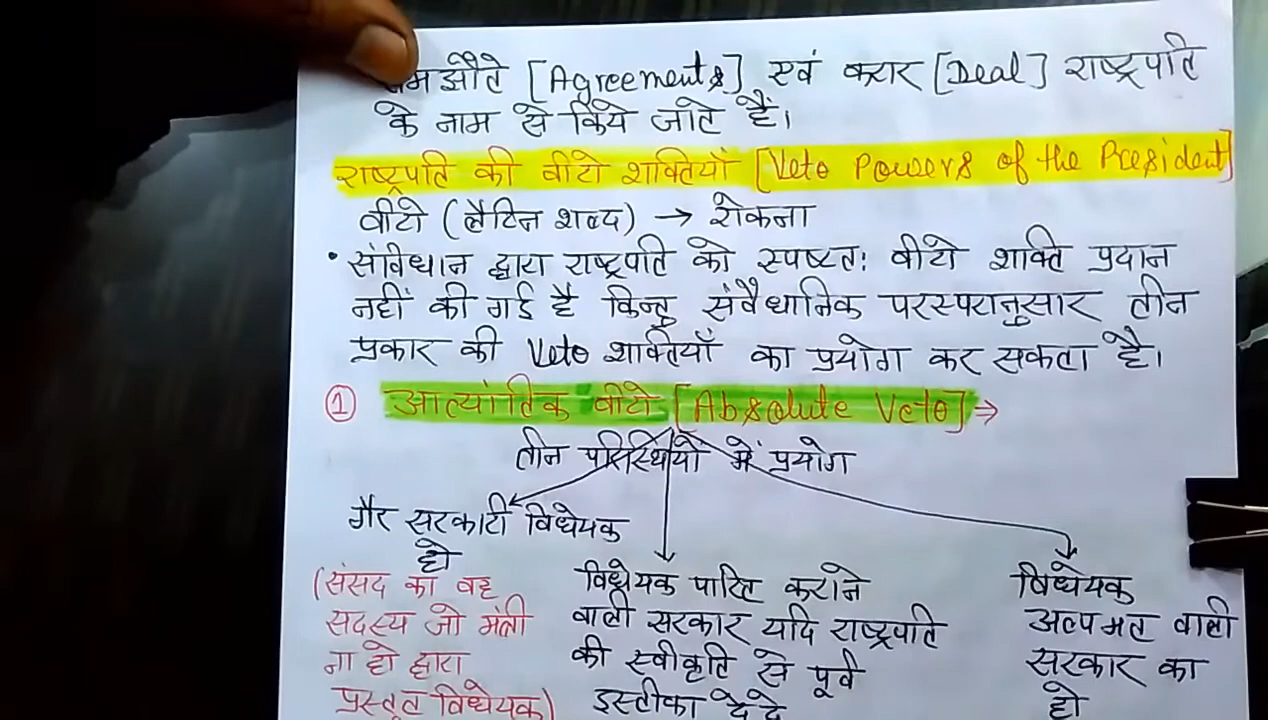 समझौते [Agreements] एवं करार [Deal] राष्ट्रपति
के नाम से किये जाते हैं।
राष्ट्रपति की वीटो शक्तियाँ [Veto Powers of the President]
वीटो (लैटिन शब्द) → रोकना
• संविधान द्वारा राष्ट्रपति को स्पष्टत: वीटो शक्ति प्रदान
नहीं की गई है किन्तु संवैधानिक परस्परानुसार तीन
प्रकार की Veto शक्तियाँ का प्रयोग कर सकता है।
① आत्यांतिक वीटो [Absolute Veto] ⇒
तीन परिस्थियों में प्रयोग
गैर सरकारी विधेयक
हो
(संसद का वह
सदस्य जो मंत्री
ना हो द्वारा
प्रस्तुत विधेयक)
विधेयक पारित कराने
वाली सरकार यदि राष्ट्रपति
की स्वीकृति से पूर्व
इस्तीफा दे दे
विधेयक
अल्पमत वाली
सरकार का
हो